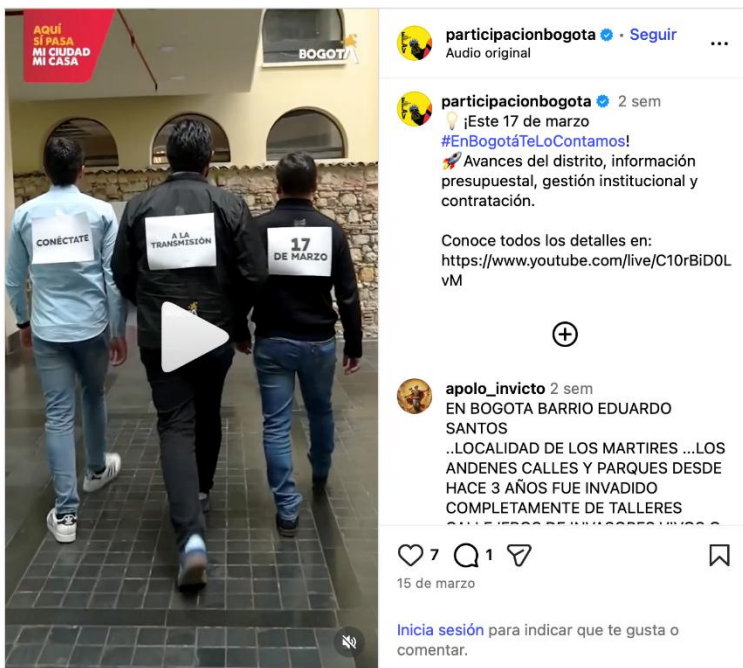 AQUÍ
SÍ PASA
MI CIUDAD
MI CASA
BOGOTÁ
CONÉCTATE
A LA
TRANSMISIÓN
17
DE MARZO
participacionbogota · Seguir
Audio original
participacionbogota 2 sem
¡Este 17 de marzo
#EnBogotáTeLoContamos!
Avances del distrito, información
presupuestal, gestión institucional y
contratación.
Conoce todos los detalles en:
https://www.youtube.com/live/C10rBiD0L
vM
apolo_invicto 2 sem
EN BOGOTA BARRIO EDUARDO
SANTOS
..LOCALIDAD DE LOS MARTIRES ...LOS
ANDENES CALLES Y PARQUES DESDE
HACE 3 AÑOS FUE INVADIDO
COMPLETAMENTE DE TALLERES
7 1
15 de marzo
Inicia sesión para indicar que te gusta o
comentar.